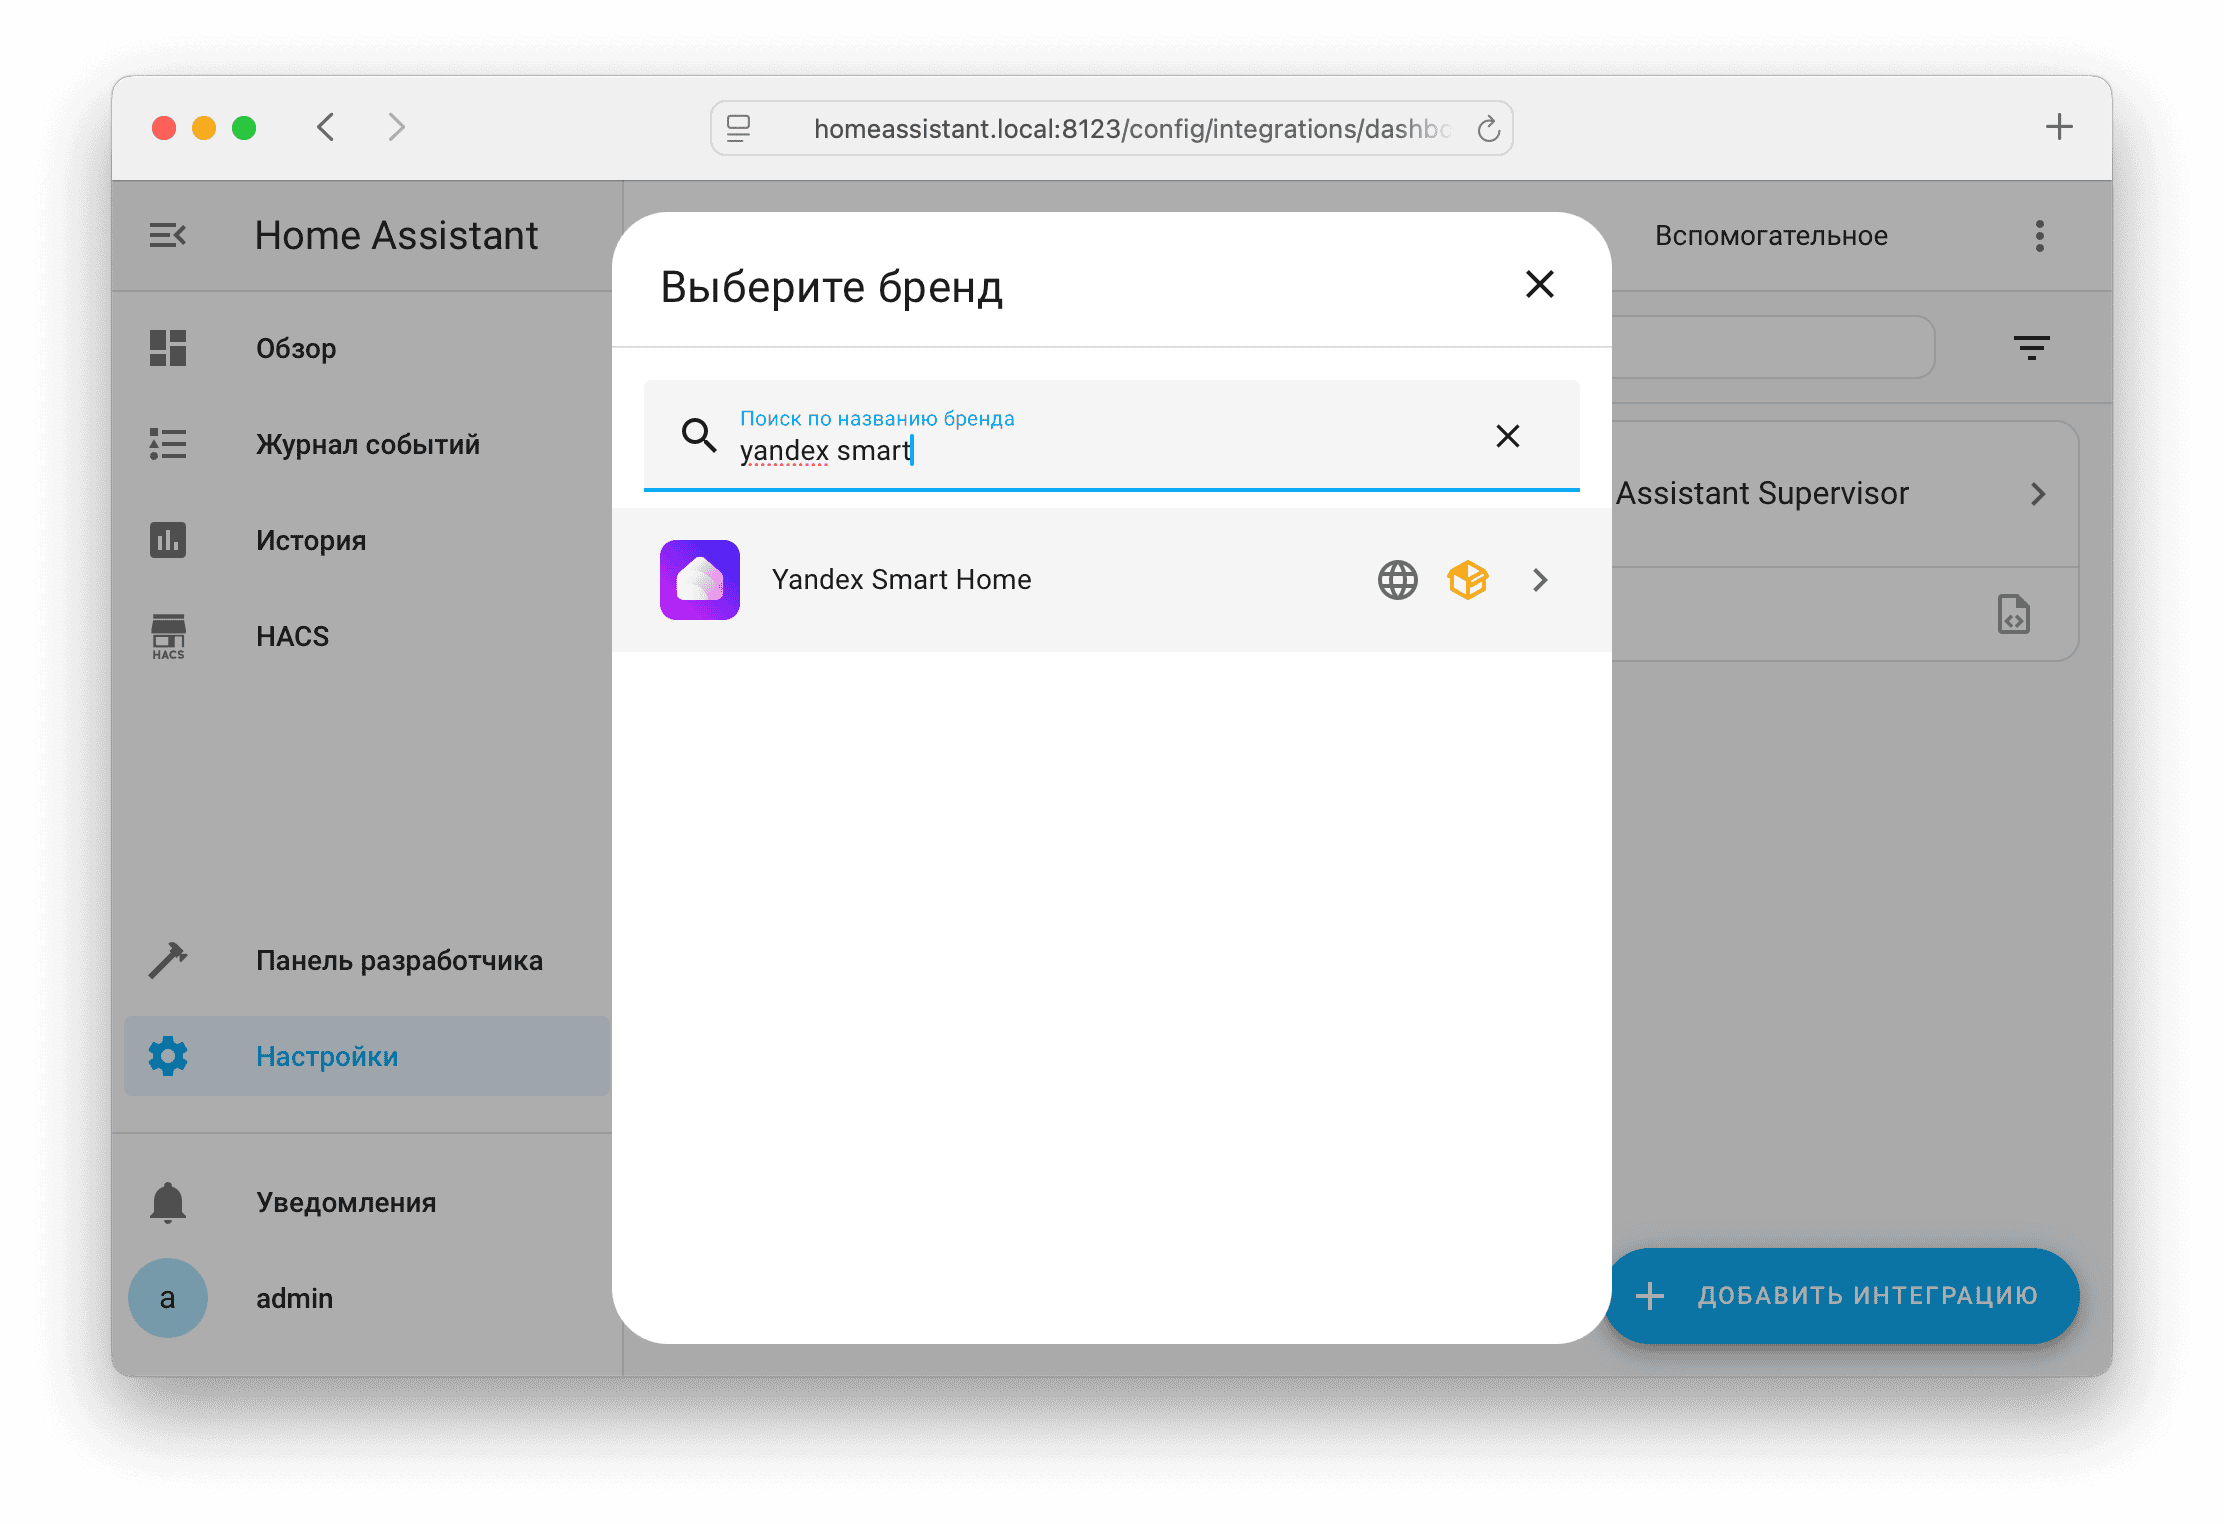 homeassistant.local:8123/config/integrations/dashbo
Home Assistant
Вспомогательное
Обзор
Журнал событий
История
HACS
HACS
Панель разработчика
Настройки
Уведомления
a
admin
Выберите бренд
Поиск по названию бренда
yandex smart
Yandex Smart Home
Assistant Supervisor
ДОБАВИТЬ ИНТЕГРАЦИЮ